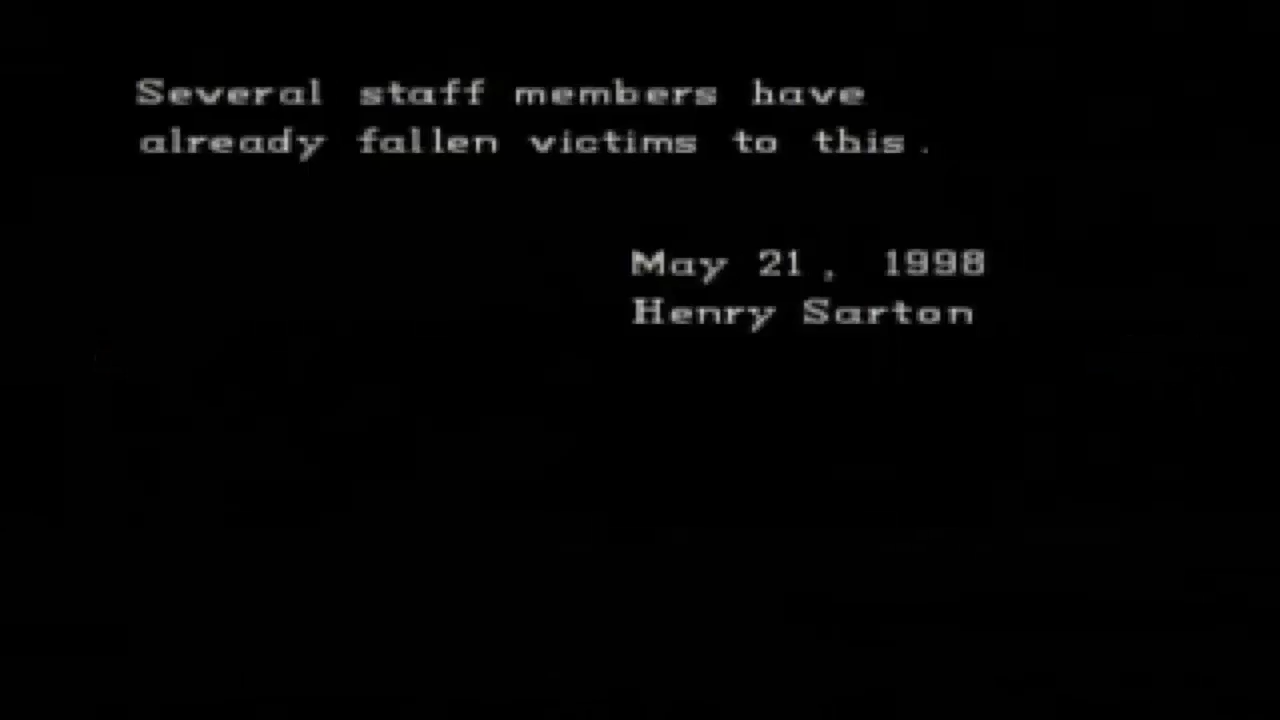 Several staff members have
already fallen victims to this.
May 21, 1998
Henry Sarton